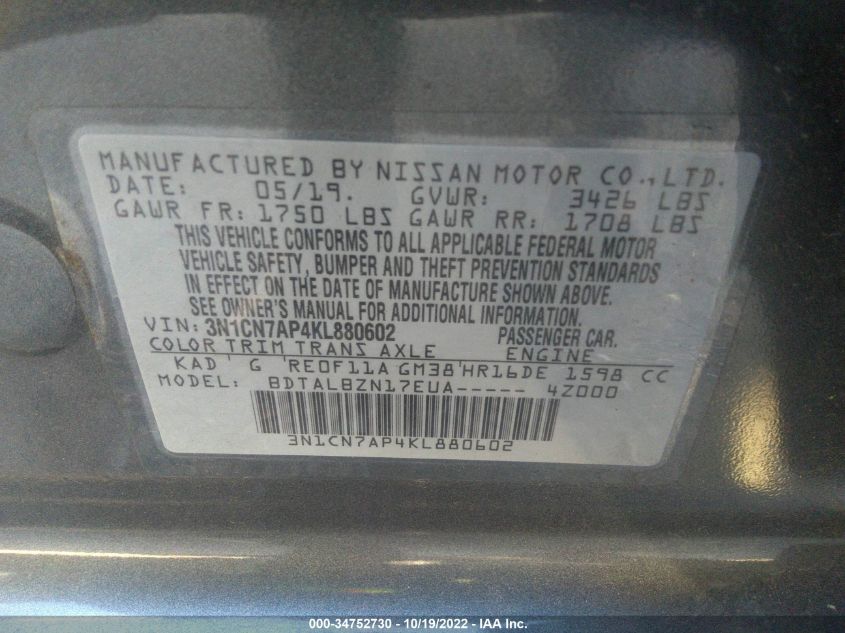 MANUFACTURED BY NISSAN MOTOR CO., LTD.
DATE: 05/19. GVWR: 3426 LBS
GAWR FR: 1750 LBS GAWR RR: 1708 LBS
THIS VEHICLE CONFORMS TO ALL APPLICABLE FEDERAL MOTOR
VEHICLE SAFETY, BUMPER AND THEFT PREVENTION STANDARDS
IN EFFECT ON THE DATE OF MANUFACTURE SHOWN ABOVE.
SEE OWNER'S MANUAL FOR ADDITIONAL INFORMATION.
VIN: 3N1CN7AP4KL880602 PASSENGER CAR.
COLOR TRIM TRANS AXLE ENGINE
KAD ' G 'RE0F11A GM38'HR16DE 1598 CC
MODEL: BDTALBZN17EUA----- 4Z000
3N1CN7AP4KL880602
000-34752730 - 10/19/2022 - IAA Inc.